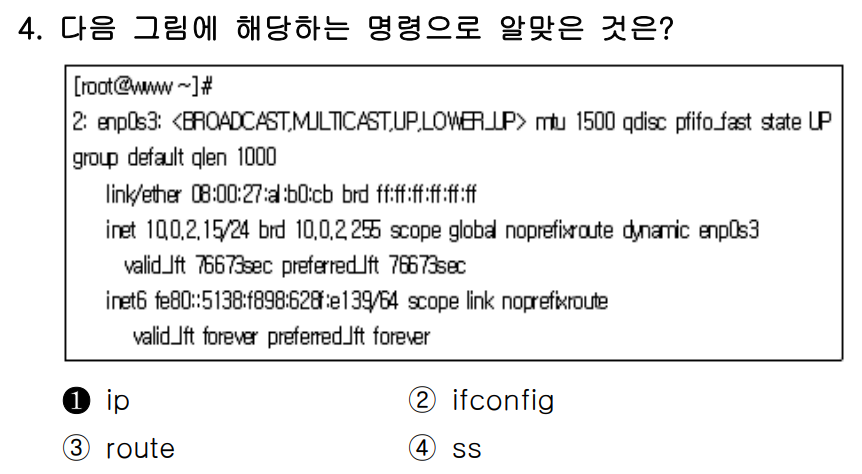 4. 다음 그림에 해당하는 명령으로 알맞은 것은?
[root@www ~]#
2: enp0s3: <BROADCAST,MULTICAST,UP,LOWER_UP> mtu 1500 qdisc pfifo_fast state UP
group default qlen 1000
link/ether 08:00:27:a1:b0:cb brd ff:ff:ff:ff:ff:ff
inet 10.0.2.15/24 brd 10.0.2.255 scope global noprefixroute dynamic enp0s3
valid_lft 76673sec preferred_lft 76673sec
inet6 fe80::5138:f898:628f:e139/64 scope link noprefixroute
valid_lft forever preferred_lft forever
❶ ip ② ifconfig
③ route ④ ss